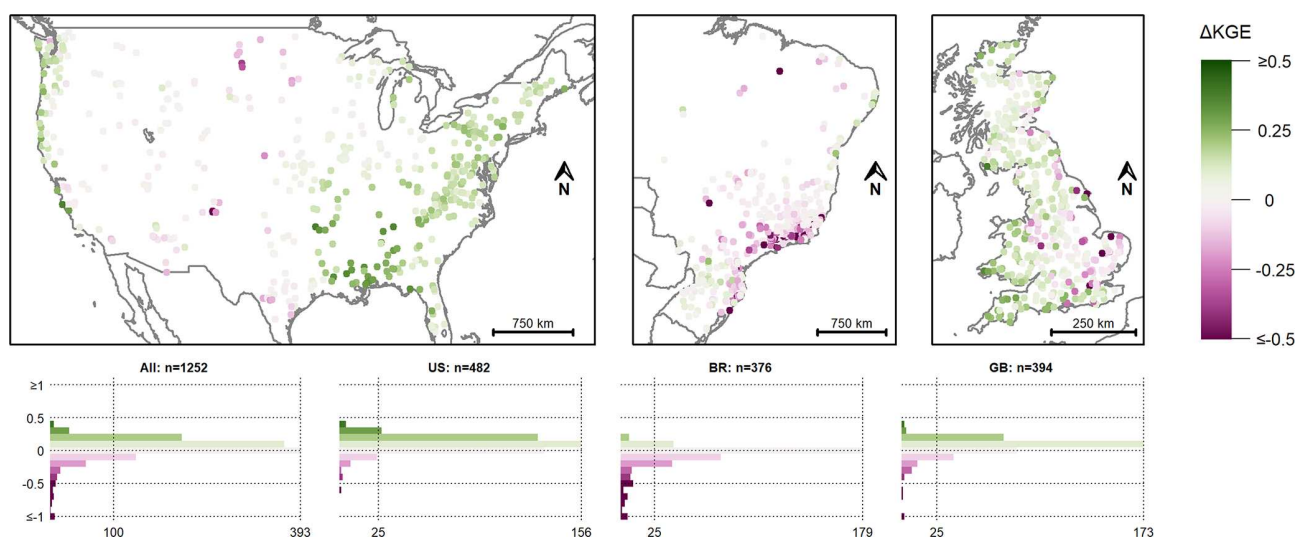 ΔKGE
≥0.5
0.25
0
-0.25
≤-0.5
N
750 km
N
750 km
N
250 km
All: n=1252
US: n=482
BR: n=376
GB: n=394
≥1
0.5
0
-0.5
≤-1
100
393
25
156
25
179
25
173